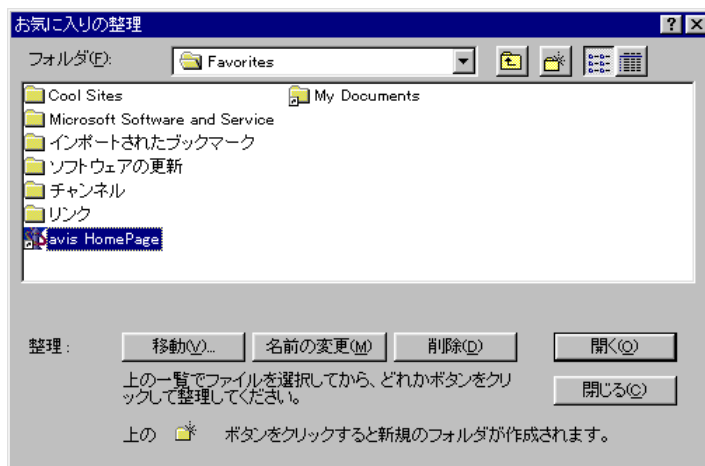 お気に入りの整理
フォルダ(F): Favorites
Cool Sites
My Documents
Microsoft Software and Service
インポートされたブックマーク
ソフトウェアの更新
チャンネル
リンク
avis HomePage
整理: 移動(V)... 名前の変更(M) 削除(D) 開く(O)
上の一覧でファイルを選択してから、どれかボタンをクリ
ックして整理してください。
閉じる(C)
上の ボタンをクリックすると新規のフォルダが作成されます。